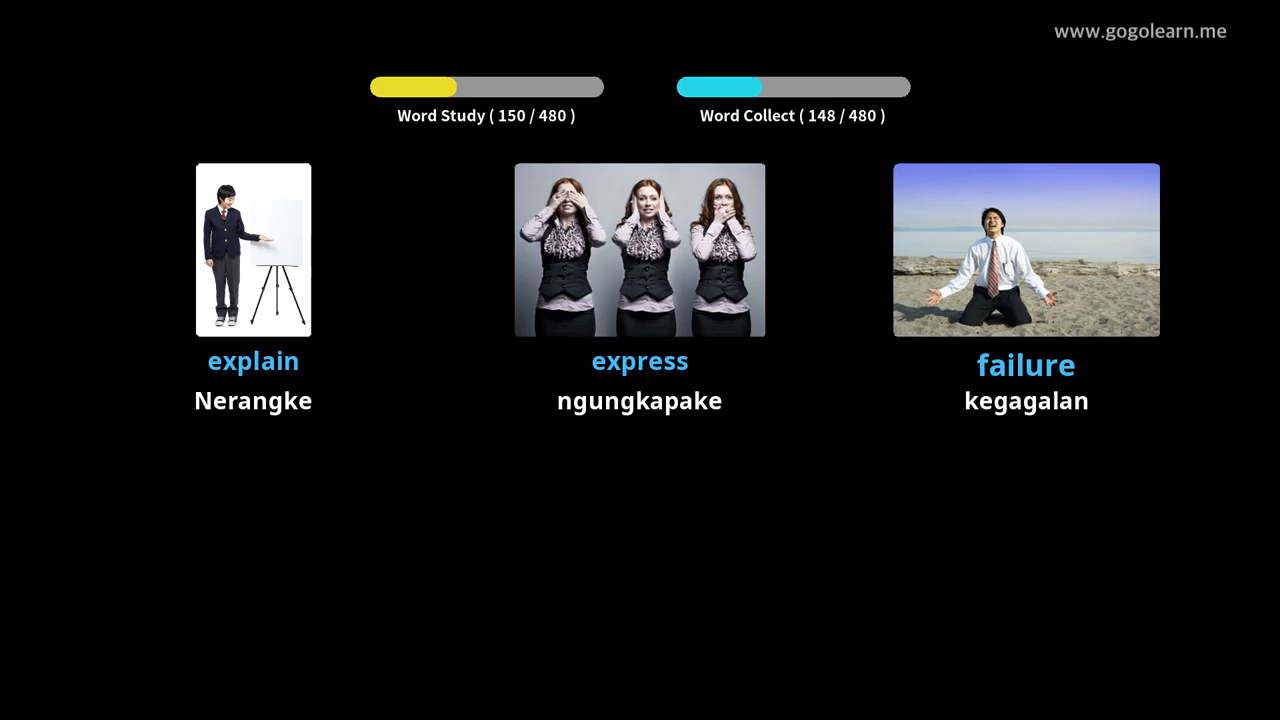 www.gogolearn.me
Word Study ( 150 / 480 )
Word Collect ( 148 / 480 )
explain
Nerangke
express
ngungkapake
failure
kegagalan